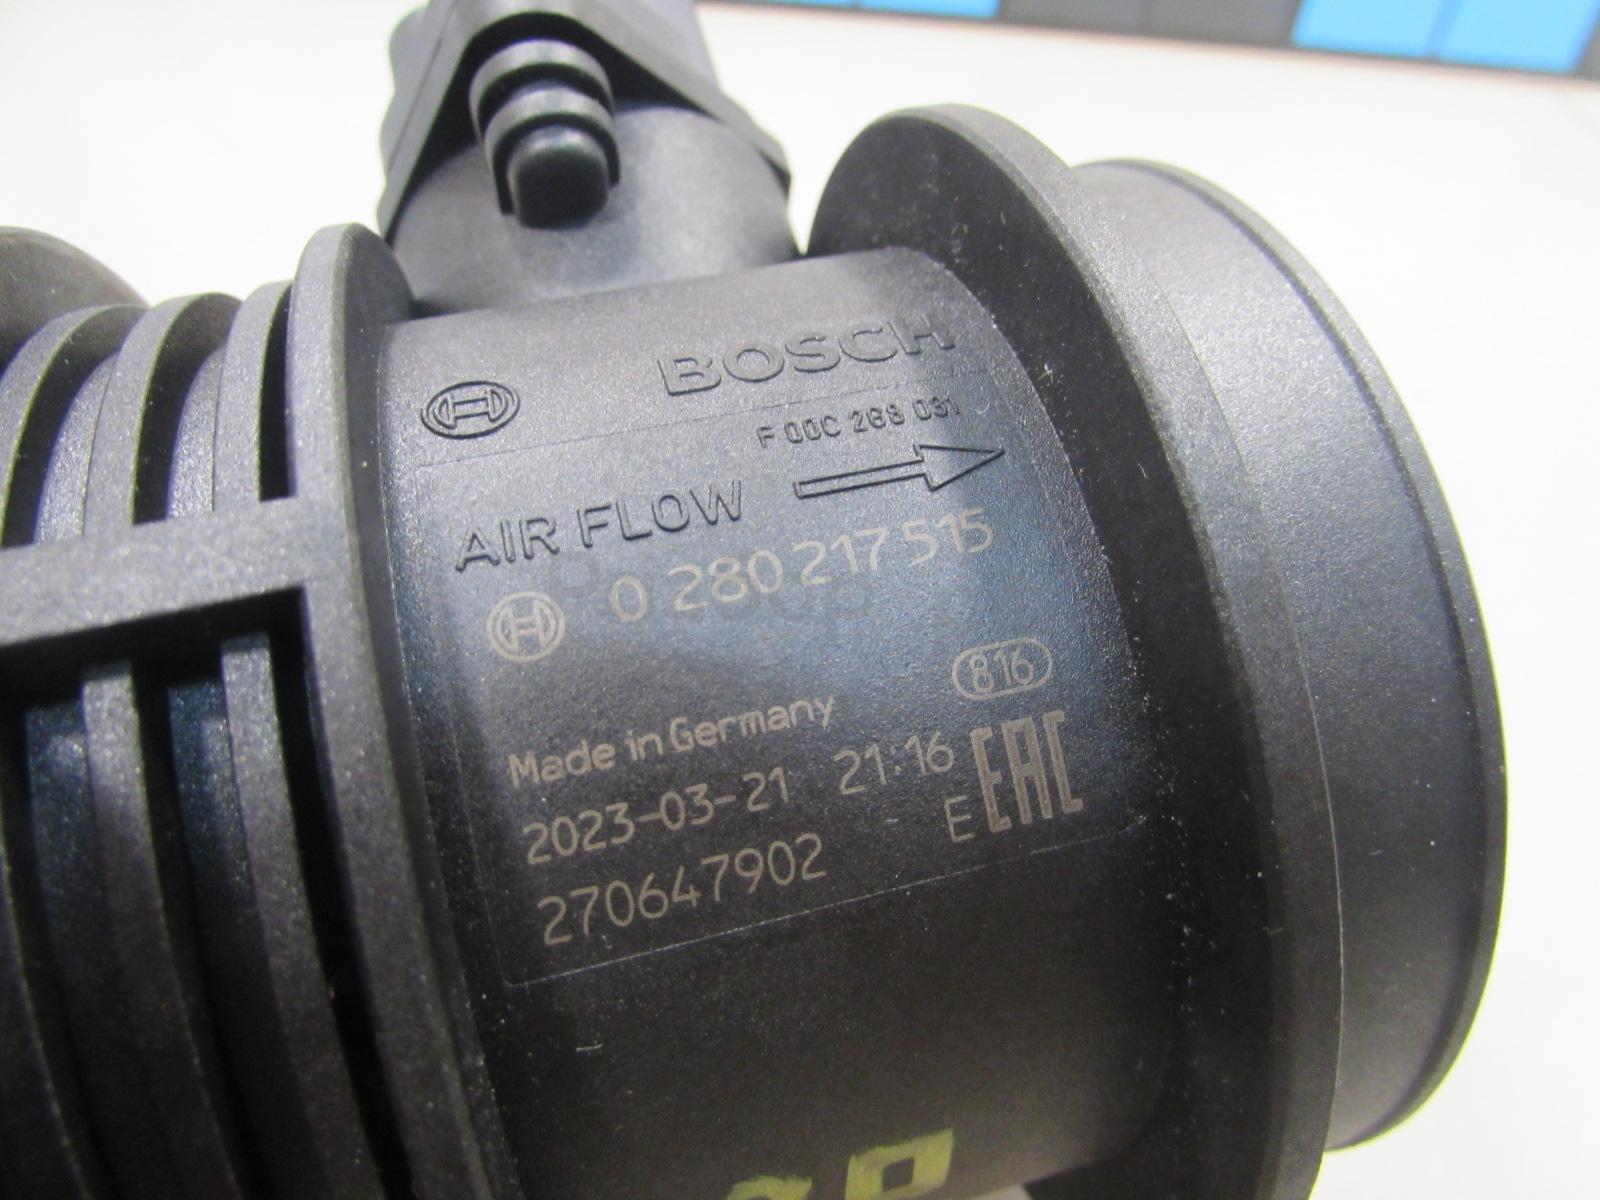 BOSCH
F 00C 2G8 031
AIR FLOW
0 280 217 515
816
Made in Germany
2023-03-21 21:16
E EAC
270647902